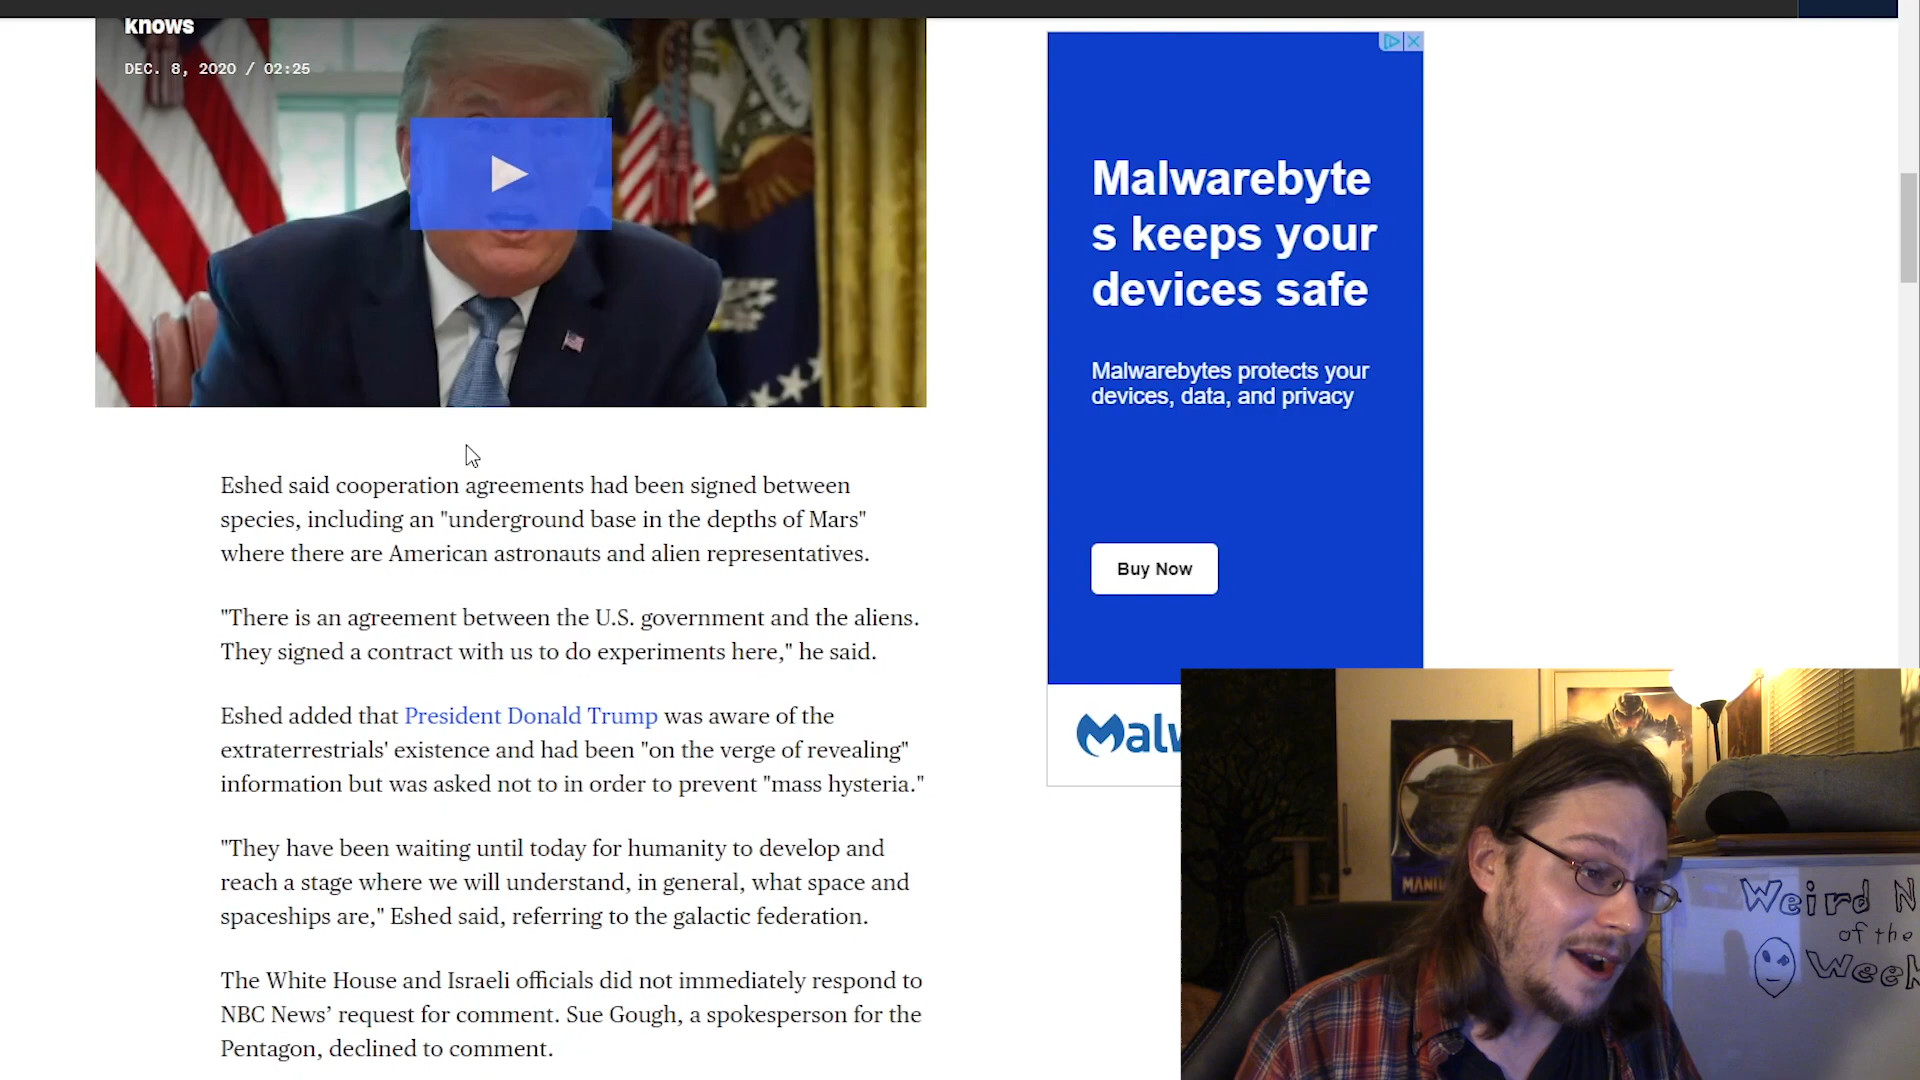 knows
DEC. 8, 2020 / 02:25
Eshed said cooperation agreements had been signed between
species, including an "underground base in the depths of Mars"
where there are American astronauts and alien representatives.
"There is an agreement between the U.S. government and the aliens.
They signed a contract with us to do experiments here," he said.
Eshed added that President Donald Trump was aware of the
extraterrestrials' existence and had been "on the verge of revealing"
information but was asked not to in order to prevent "mass hysteria."
"They have been waiting until today for humanity to develop and
reach a stage where we will understand, in general, what space and
spaceships are," Eshed said, referring to the galactic federation.
The White House and Israeli officials did not immediately respond to
NBC News’ request for comment. Sue Gough, a spokesperson for the
Pentagon, declined to comment.
Malwarebyte
s keeps your
devices safe
Malwarebytes protects your
devices, data, and privacy
Buy Now
Malw
Weird N
of the
Week